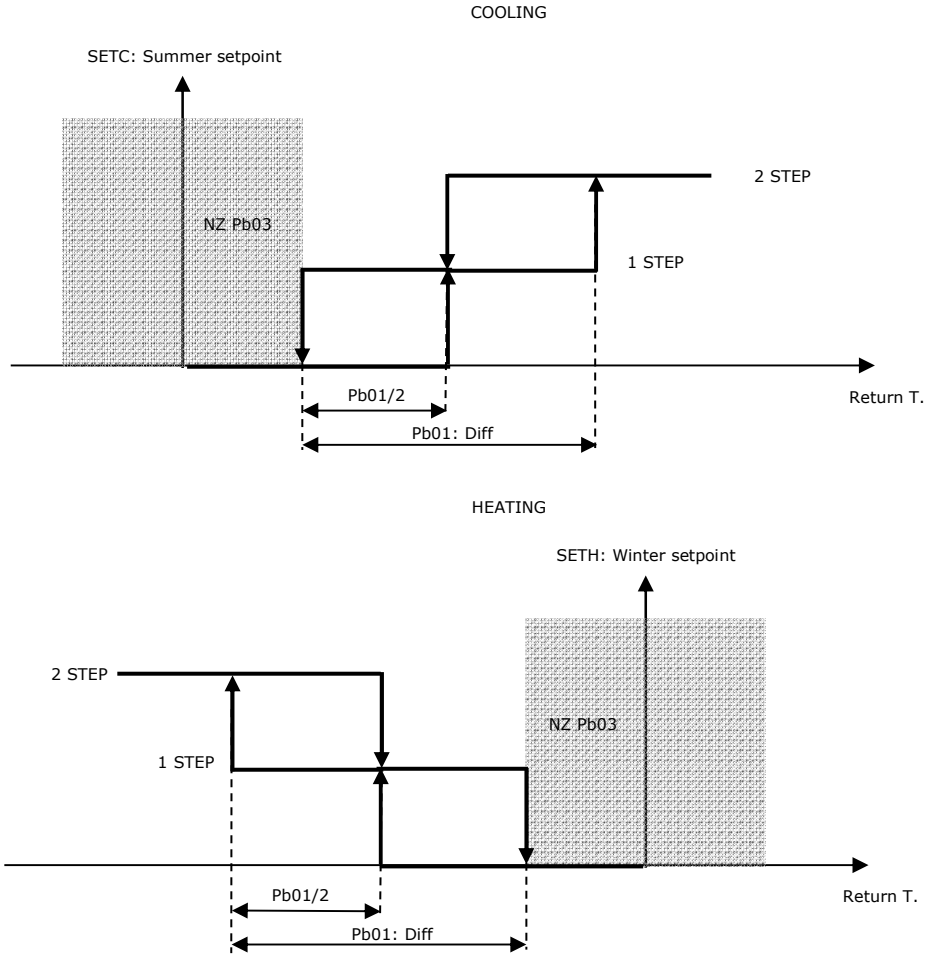 COOLING
SETC: Summer setpoint
2 STEP
NZ Pb03
1 STEP
Pb01/2
Return T.
Pb01: Diff
HEATING
SETH: Winter setpoint
2 STEP
NZ Pb03
1 STEP
Pb01/2
Return T.
Pb01: Diff